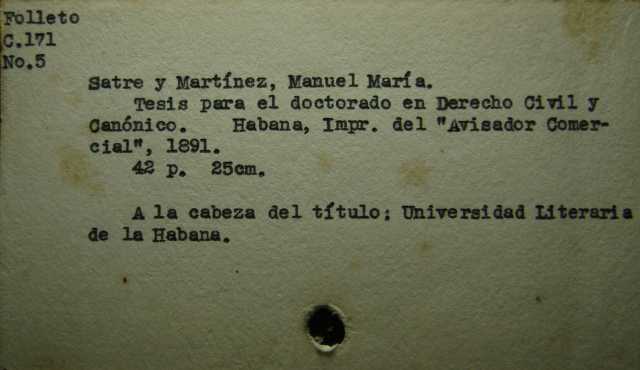 Folleto
C.171
No.5
Satre y Martínez, Manuel María.
Tesis para el doctorado en Derecho Civil y
Canónico. Habana, Impr. del "Avisador Comer-
cial", 1891.
42 p. 25cm.
A la cabeza del título: Universidad Literaria
de la Habana.